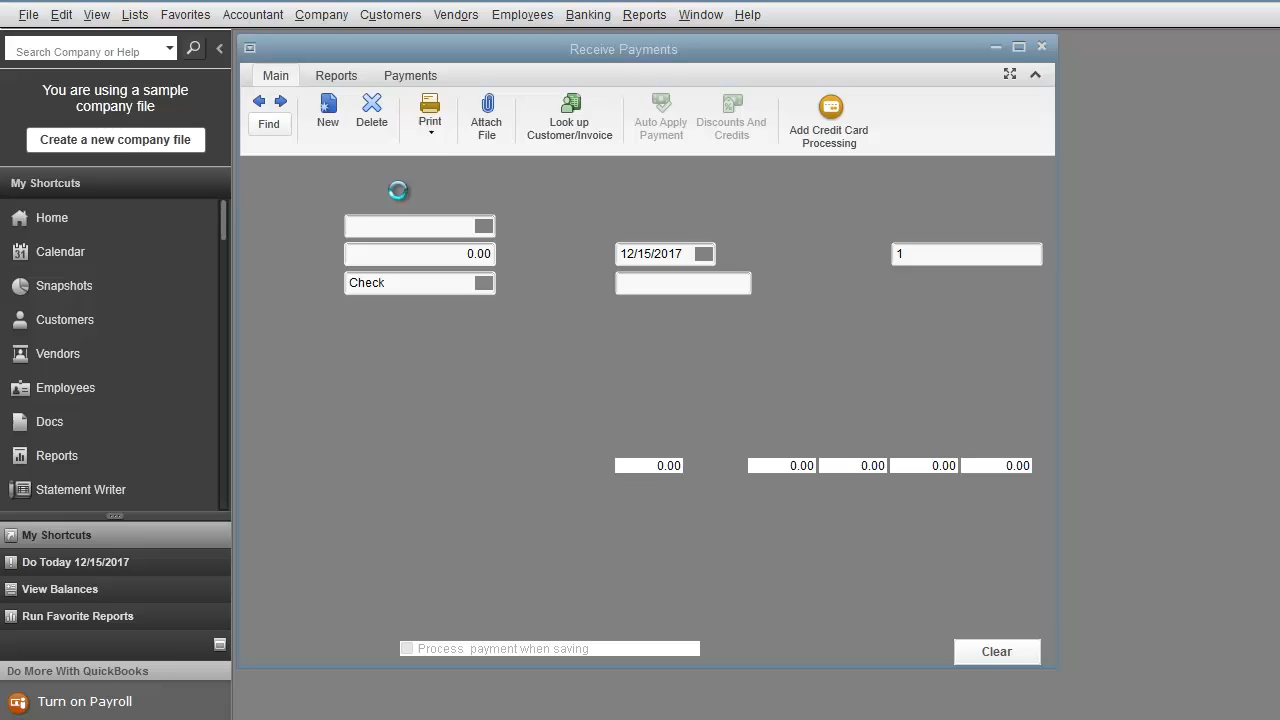 File Edit View Lists Favorites Accountant Company Customers Vendors Employees Banking Reports Window Help
Search Company or Help
You are using a sample
company file
Create a new company file
My Shortcuts
Home
31 Calendar
Snapshots
Customers
Vendors
Employees
Docs
Reports
Statement Writer
My Shortcuts
Do Today 12/15/2017
View Balances
Run Favorite Reports
Do More With QuickBooks
Turn on Payroll
Receive Payments
Main Reports Payments
Find
New
Delete
Print
Attach
File
Look up
Customer/Invoice
Auto Apply
Payment
Discounts And
Credits
Add Credit Card
Processing
0.00 12/15/2017 1
Check
0.00 0.00 0.00 0.00 0.00
Process payment when saving
Clear